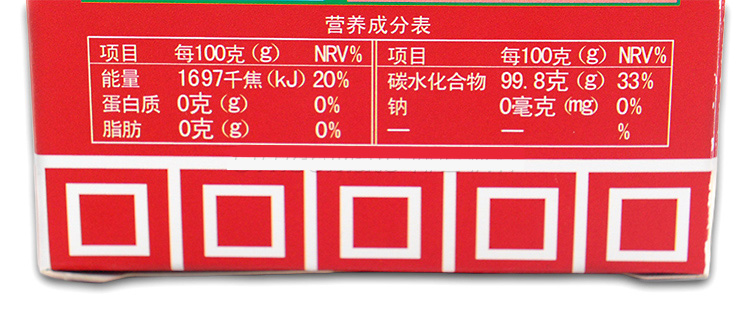 营养成分表
项目 每100克(g) NRV% 项目 每100克(g) NRV%
能量 1697千焦(kJ) 20% 碳水化合物 99.8克(g) 33%
蛋白质 0克(g) 0% 钠 0毫克(mg) 0%
脂肪 0克(g) 0% — — %